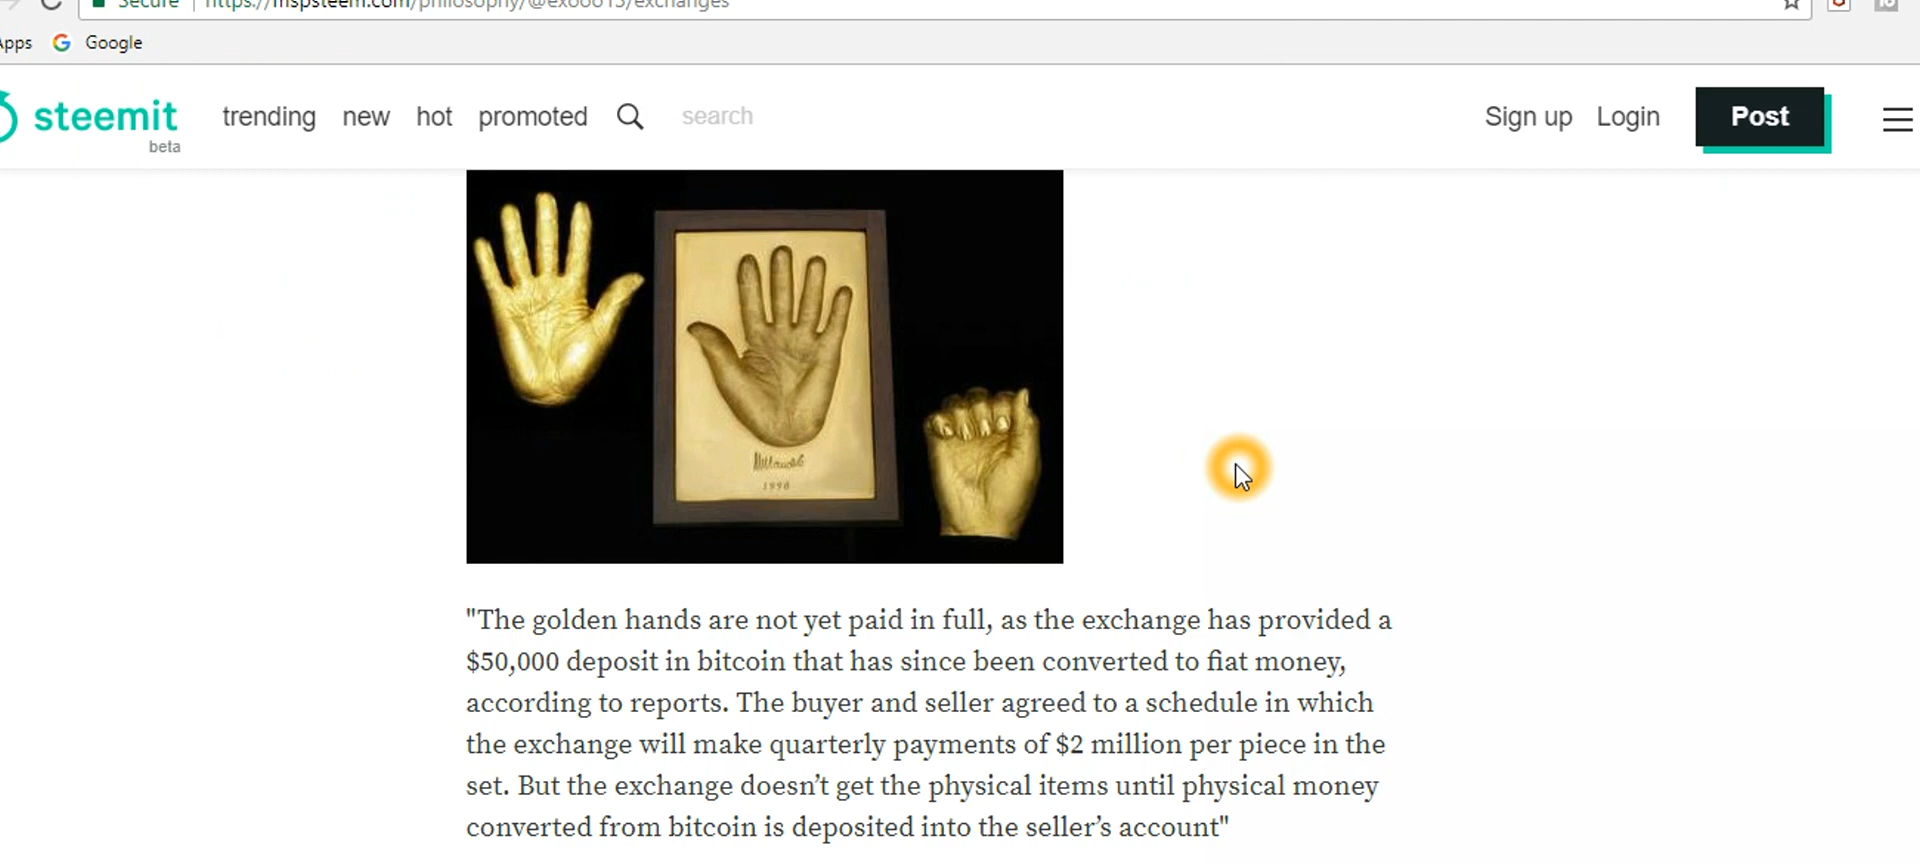 Secure
Apps
Google
steemit
beta
trending
new
hot
promoted
search
Sign up
Login
Post
"The golden hands are not yet paid in full, as the exchange has provided a
$50,000 deposit in bitcoin that has since been converted to fiat money,
according to reports. The buyer and seller agreed to a schedule in which
the exchange will make quarterly payments of $2 million per piece in the
set. But the exchange doesn’t get the physical items until physical money
converted from bitcoin is deposited into the seller’s account"